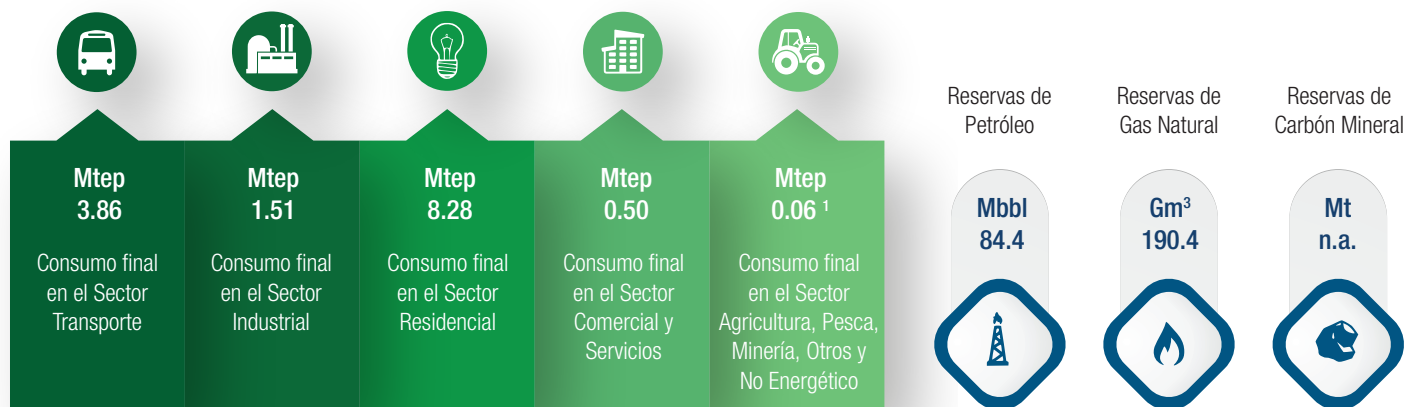 Mtep
3.86
Consumo final
en el Sector
Transporte
Mtep
1.51
Consumo final
en el Sector
Industrial
Mtep
8.28
Consumo final
en el Sector
Residencial
Mtep
0.50
Consumo final
en el Sector
Comercial y
Servicios
Mtep
0.06 ¹
Consumo final
en el Sector
Agricultura, Pesca,
Minería, Otros y
No Energético
Reservas de
Petróleo
Mbbl
84.4
Reservas de
Gas Natural
Gm³
190.4
Reservas de
Carbón Mineral
Mt
n.a.